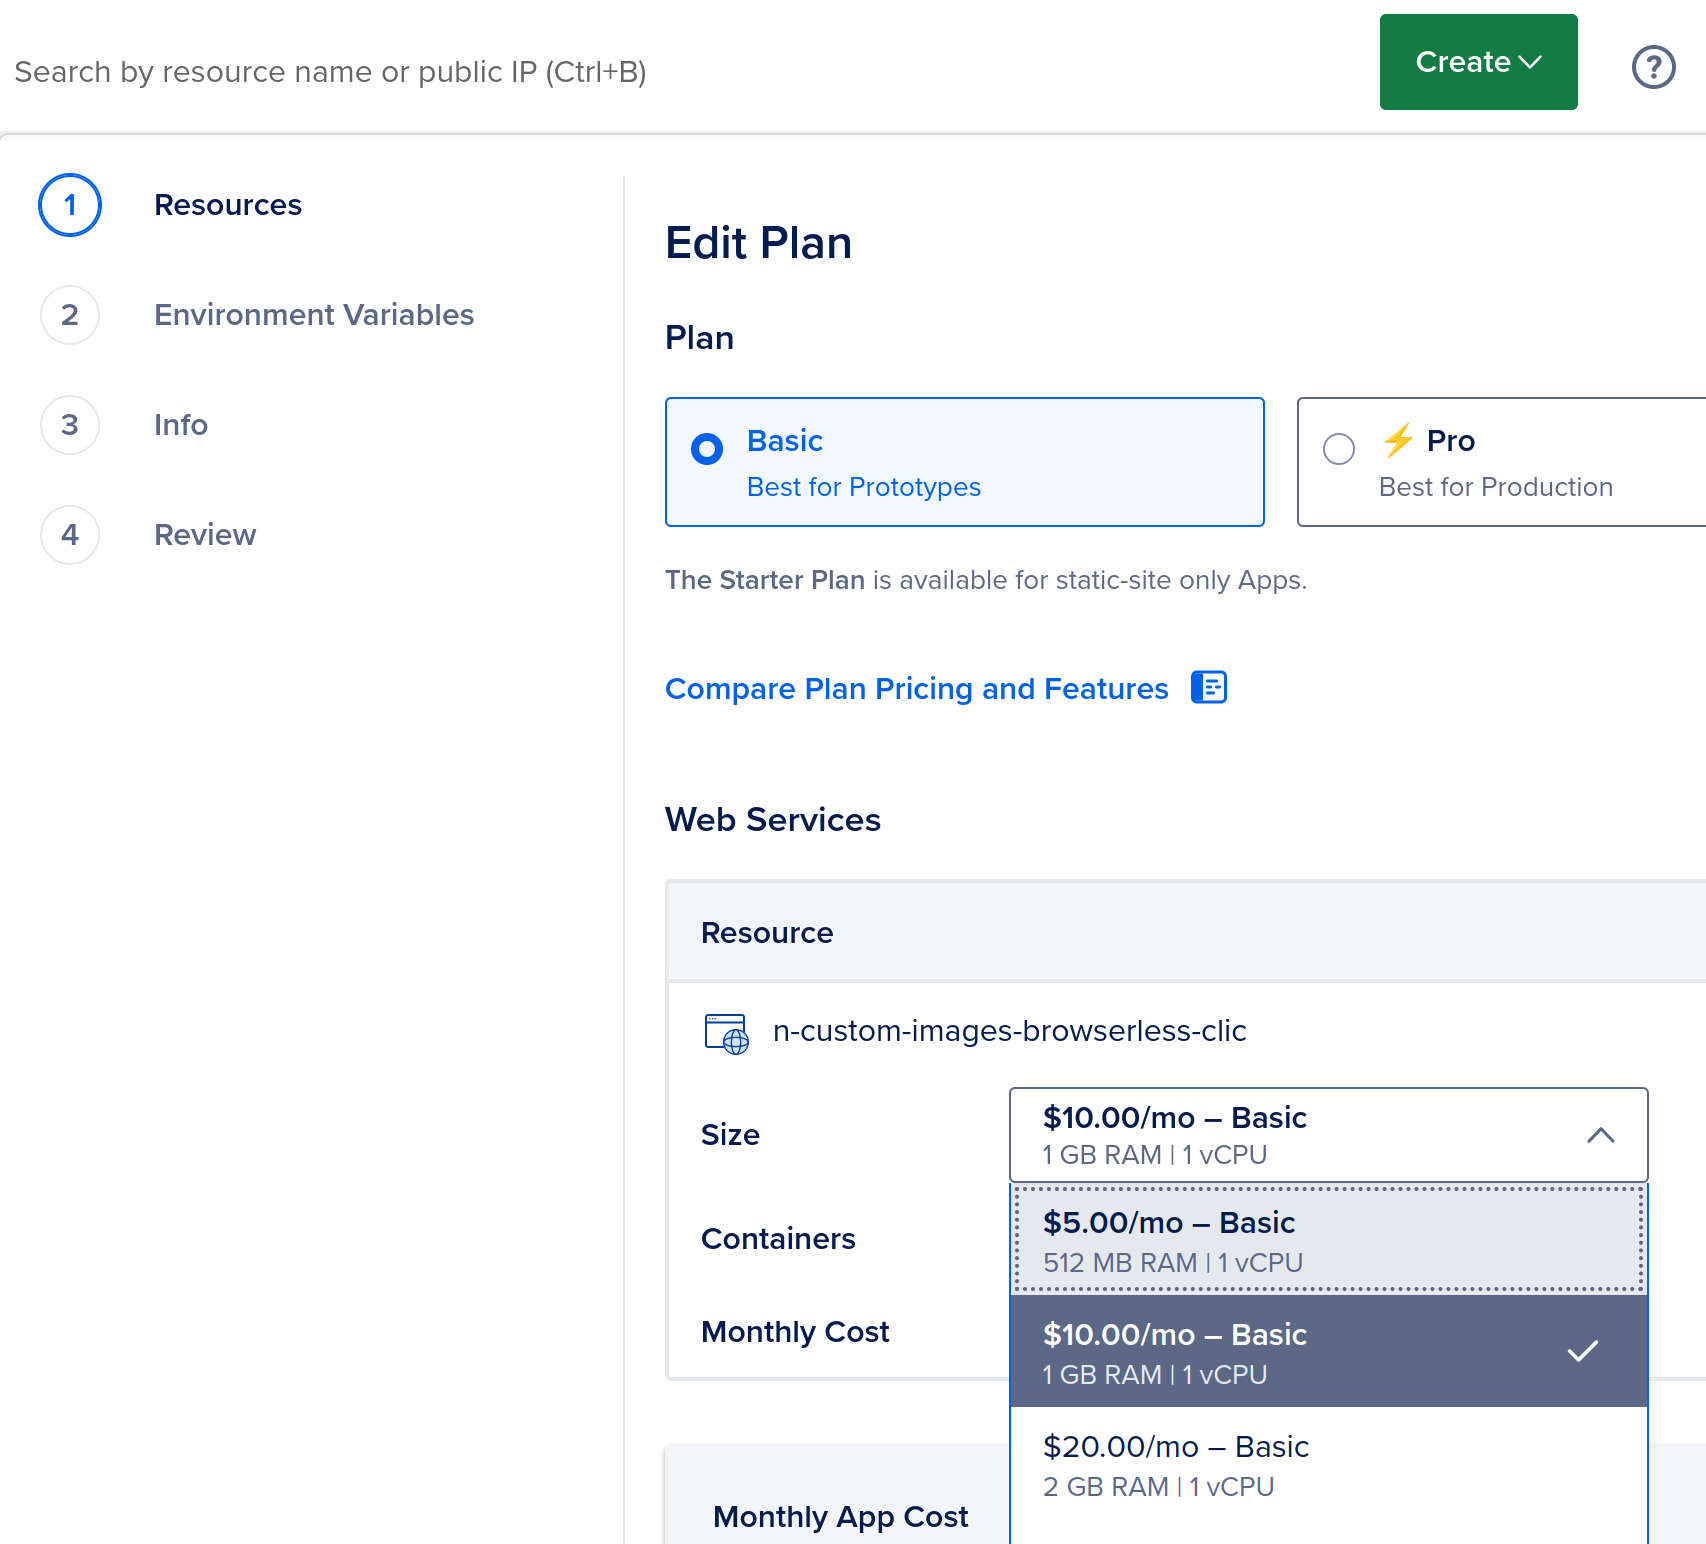 Search by resource name or public IP (Ctrl+B)
Create
?
1 Resources
2 Environment Variables
3 Info
4 Review
Edit Plan
Plan
Basic
Best for Prototypes
⚡ Pro
Best for Production
The Starter Plan is available for static-site only Apps.
Compare Plan Pricing and Features
Web Services
Resource
n-custom-images-browserless-clic
Size
$10.00/mo – Basic
1 GB RAM | 1 vCPU
$5.00/mo – Basic
512 MB RAM | 1 vCPU
Containers
$10.00/mo – Basic
1 GB RAM | 1 vCPU
Monthly Cost
$20.00/mo – Basic
2 GB RAM | 1 vCPU
Monthly App Cost